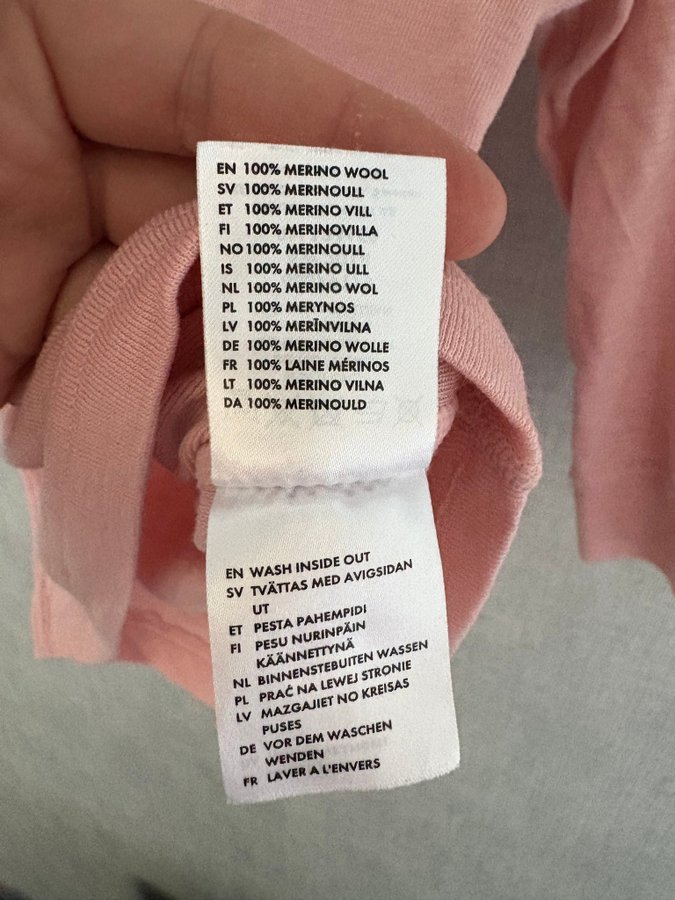 EN 100% MERINO WOOL
SV 100% MERINOULL
ET 100% MERINO VILL
FI 100% MERINOVILLA
NO 100% MERINOULL
IS 100% MERINO ULL
NL 100% MERINO WOL
PL 100% MERYNOS
LV 100% MERĪNVILNA
DE 100% MERINO WOLLE
FR 100% LAINE MÉRINOS
LT 100% MERINO VILNA
DA 100% MERINOULD
EN WASH INSIDE OUT
SV TVÄTTAS MED AVIGSIDAN
UT
ET PESTA PAHEMPIDI
FI PESU NURINPÄIN
KÄÄNNETTYNÄ
NL BINNENSTEBUITEN WASSEN
PL PRAĆ NA LEWEJ STRONIE
LV MAZGAJIET NO KREISAS
PUSES
DE VOR DEM WASCHEN
WENDEN
FR LAVER A L'ENVERS